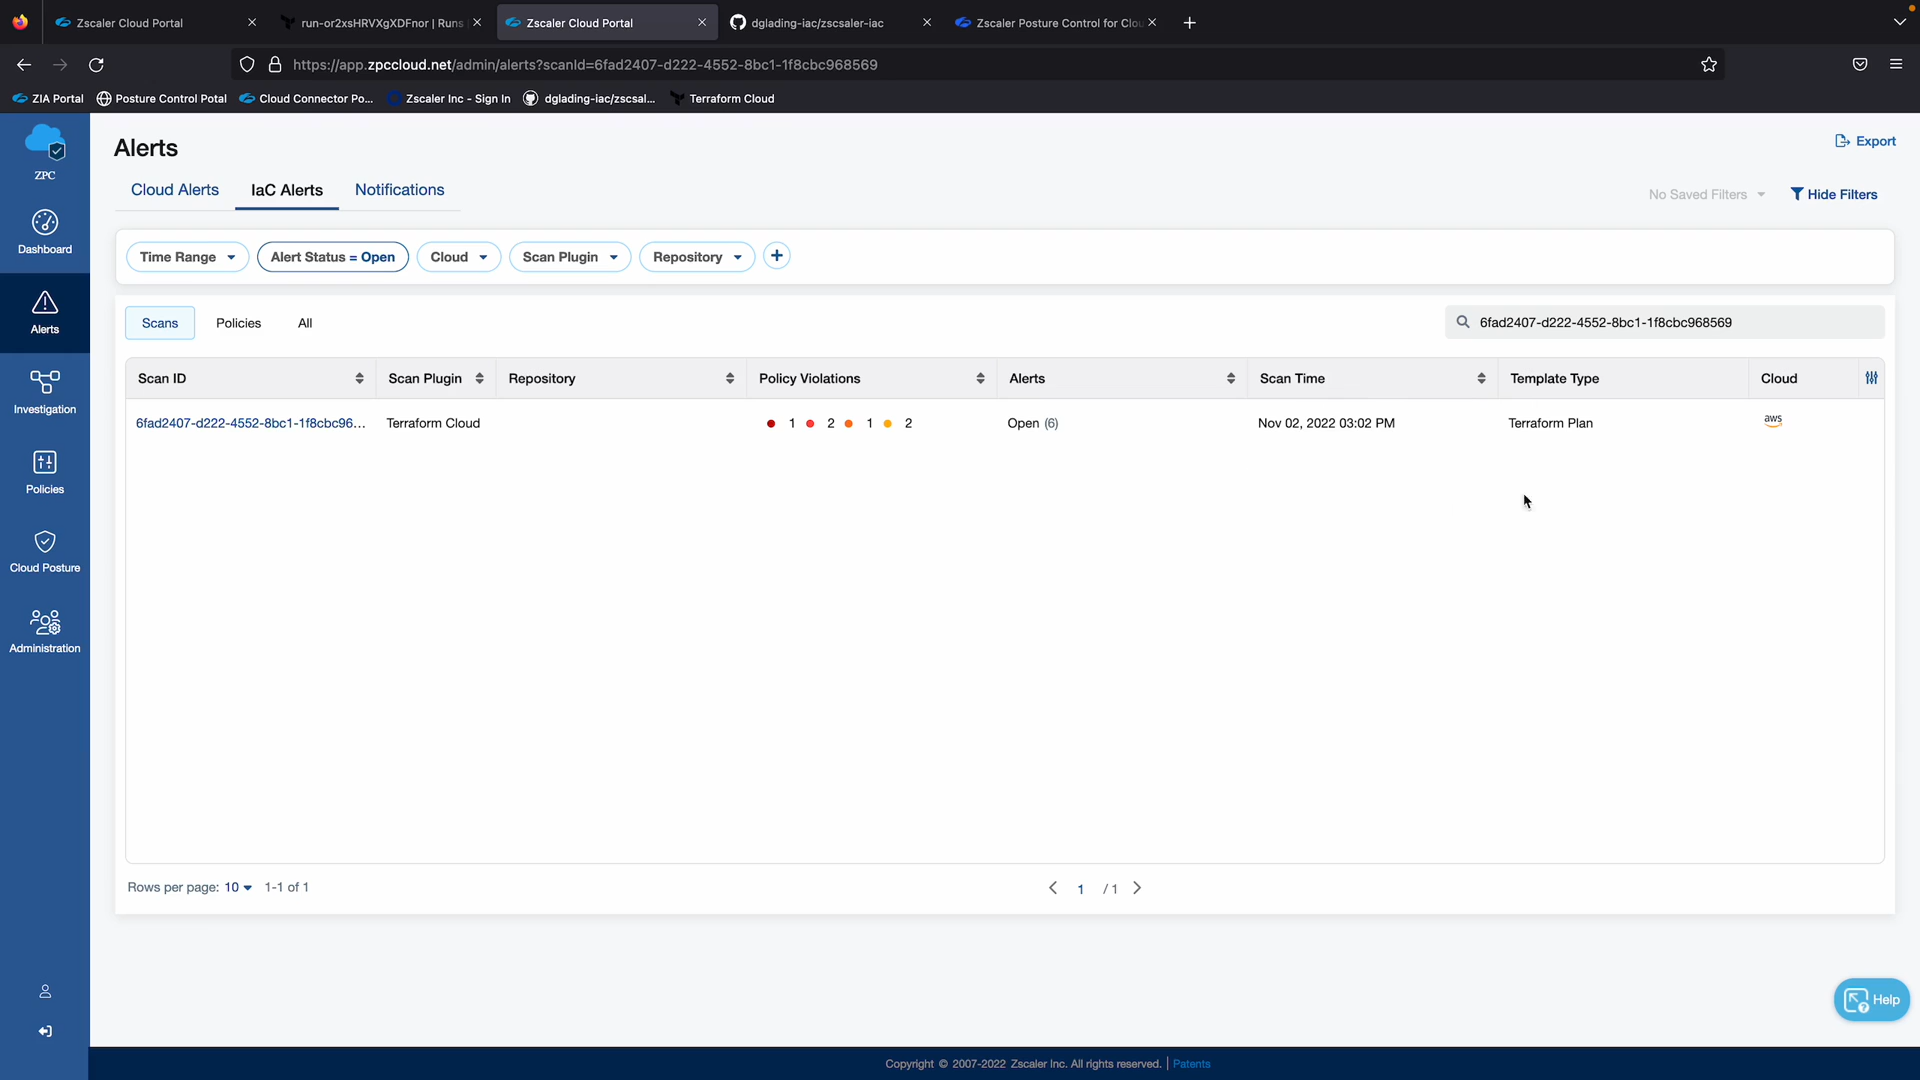 Zscaler Cloud Portal
run-or2xsHRVXgXDFnor | Runs
Zscaler Cloud Portal
dglading-iac/zscsaler-iac
Zscaler Posture Control for Clou
https://app.zpccloud.net/admin/alerts?scanId=6fad2407-d222-4552-8bc1-1f8cbc968569
ZIA Portal
Posture Control Potal
Cloud Connector Po...
Zscaler Inc - Sign In
dglading-iac/zscsal...
Terraform Cloud
ZPC
Dashboard
Alerts
Investigation
Policies
Cloud Posture
Administration
Alerts
Export
Cloud Alerts
IaC Alerts
Notifications
No Saved Filters
Hide Filters
Time Range
Alert Status = Open
Cloud
Scan Plugin
Repository
+
Scans
Policies
All
6fad2407-d222-4552-8bc1-1f8cbc968569
Scan ID
Scan Plugin
Repository
Policy Violations
Alerts
Scan Time
Template Type
Cloud
6fad2407-d222-4552-8bc1-1f8cbc96...
Terraform Cloud
1 2 1 2
Open (6)
Nov 02, 2022 03:02 PM
Terraform Plan
aws
Rows per page: 10
1-1 of 1
1 / 1
Help
Copyright © 2007-2022 Zscaler Inc. All rights reserved. | Patents